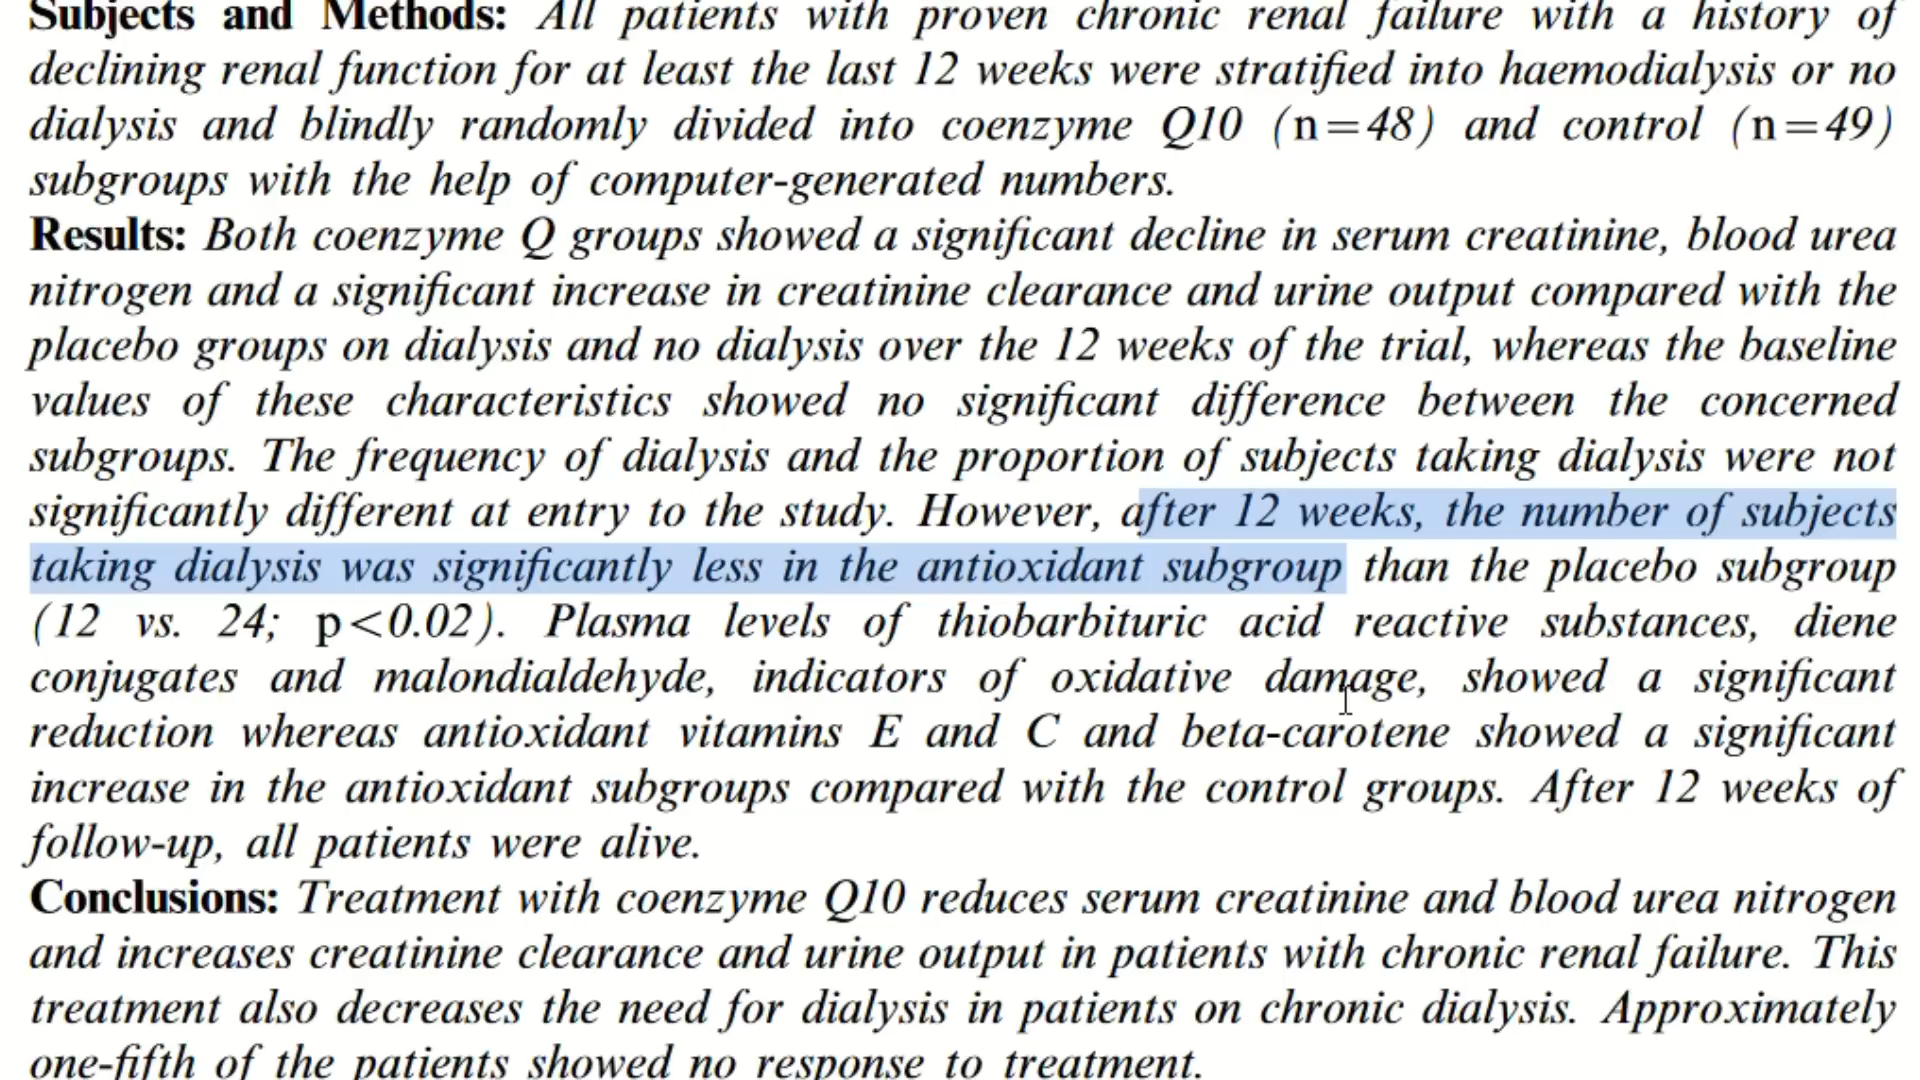 Subjects and Methods: All patients with proven chronic renal failure with a history of
declining renal function for at least the last 12 weeks were stratified into haemodialysis or no
dialysis and blindly randomly divided into coenzyme Q10 (n=48) and control (n=49)
subgroups with the help of computer-generated numbers.
Results: Both coenzyme Q groups showed a significant decline in serum creatinine, blood urea
nitrogen and a significant increase in creatinine clearance and urine output compared with the
placebo groups on dialysis and no dialysis over the 12 weeks of the trial, whereas the baseline
values of these characteristics showed no significant difference between the concerned
subgroups. The frequency of dialysis and the proportion of subjects taking dialysis were not
significantly different at entry to the study. However, after 12 weeks, the number of subjects
taking dialysis was significantly less in the antioxidant subgroup than the placebo subgroup
(12 vs. 24; p<0.02). Plasma levels of thiobarbituric acid reactive substances, diene
conjugates and malondialdehyde, indicators of oxidative damage, showed a significant
reduction whereas antioxidant vitamins E and C and beta-carotene showed a significant
increase in the antioxidant subgroups compared with the control groups. After 12 weeks of
follow-up, all patients were alive.
Conclusions: Treatment with coenzyme Q10 reduces serum creatinine and blood urea nitrogen
and increases creatinine clearance and urine output in patients with chronic renal failure. This
treatment also decreases the need for dialysis in patients on chronic dialysis. Approximately
one-fifth of the patients showed no response to treatment.